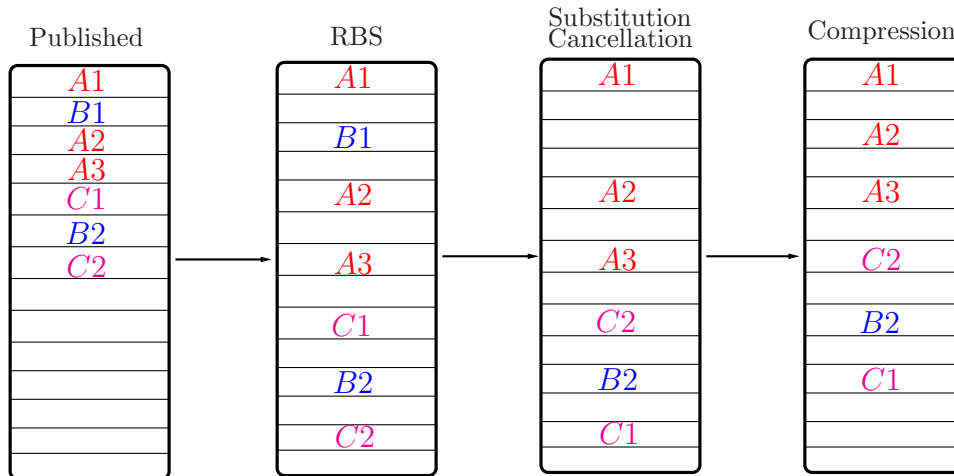 Published
A1
B1
A2
A3
C1
B2
C2
RBS
A1
B1
A2
A3
C1
B2
C2
Substitution
Cancellation
A1
A2
A3
C2
B2
C1
Compression
A1
A2
A3
C2
B2
C1